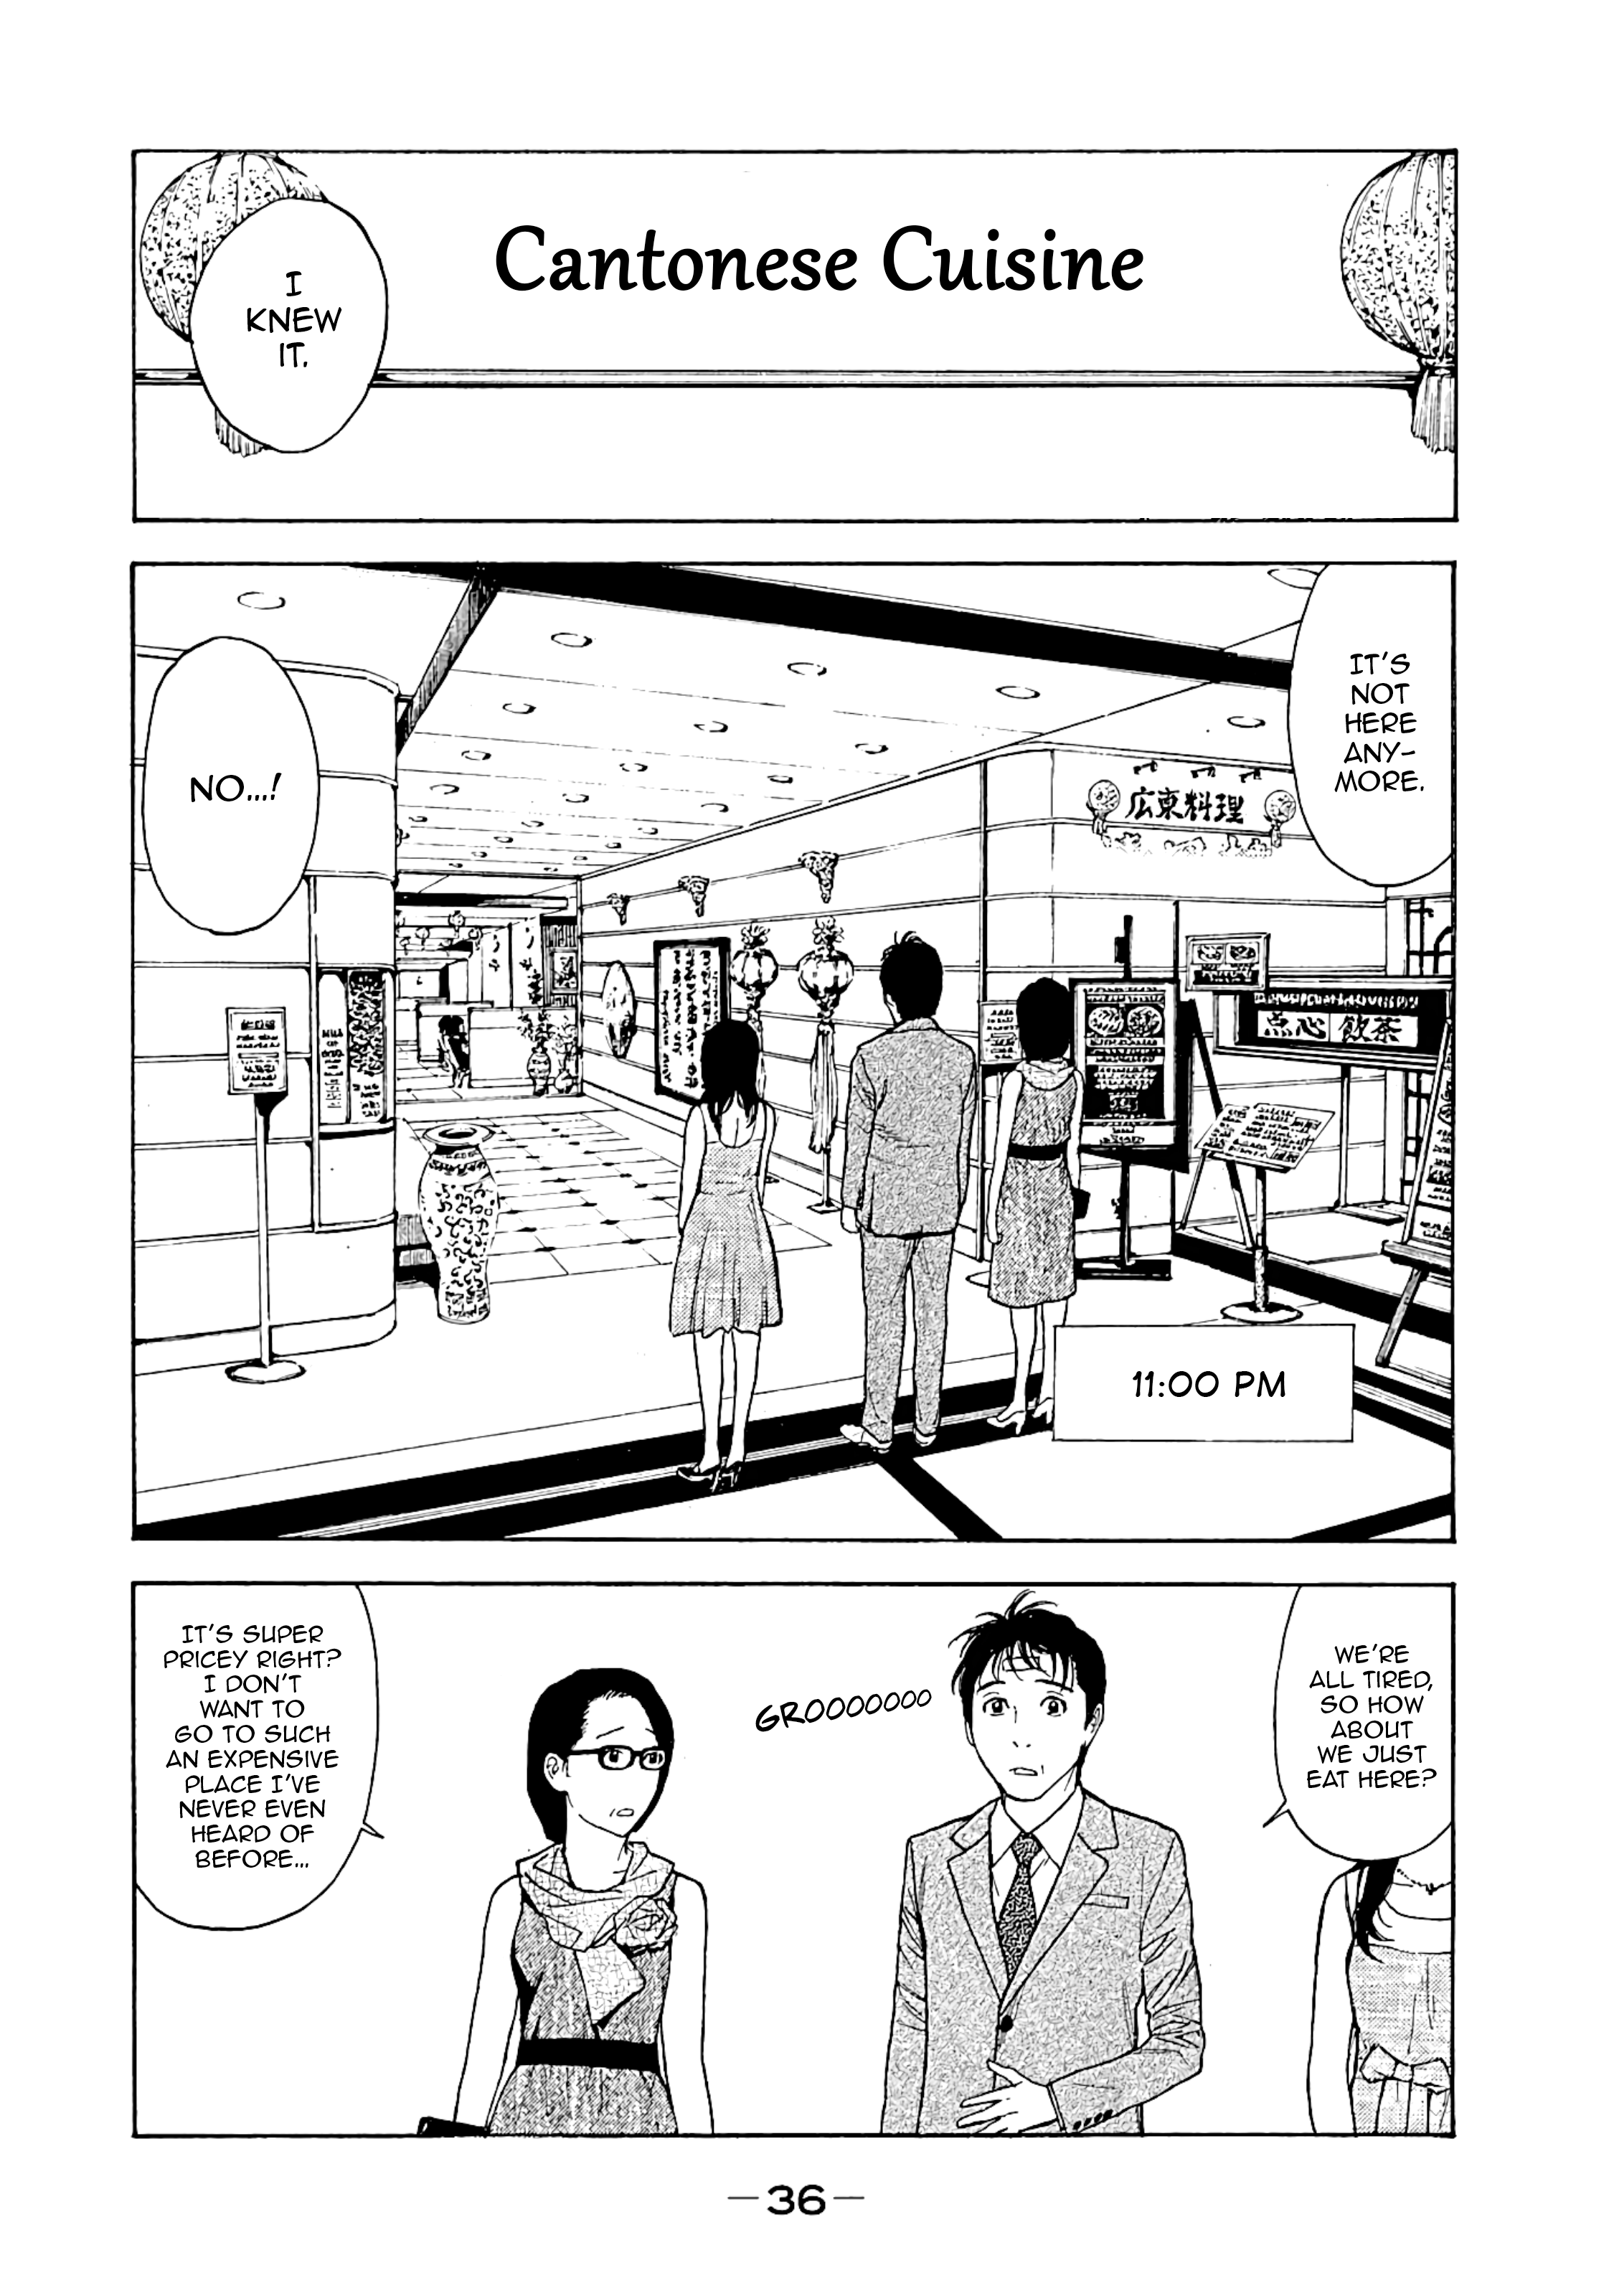 Cantonese Cuisine
I
KNEW
IT.
IT'S
NOT
HERE
ANY-
MORE.
広東料理
点心 飲茶
NO...!
11:00 PM
WE'RE
ALL TIRED,
SO HOW
ABOUT
WE JUST
EAT HERE?
GROOOOOOO
IT'S SUPER
PRICEY RIGHT?
I DON'T
WANT TO
GO TO SUCH
AN EXPENSIVE
PLACE I'VE
NEVER EVEN
HEARD OF
BEFORE...
—36—